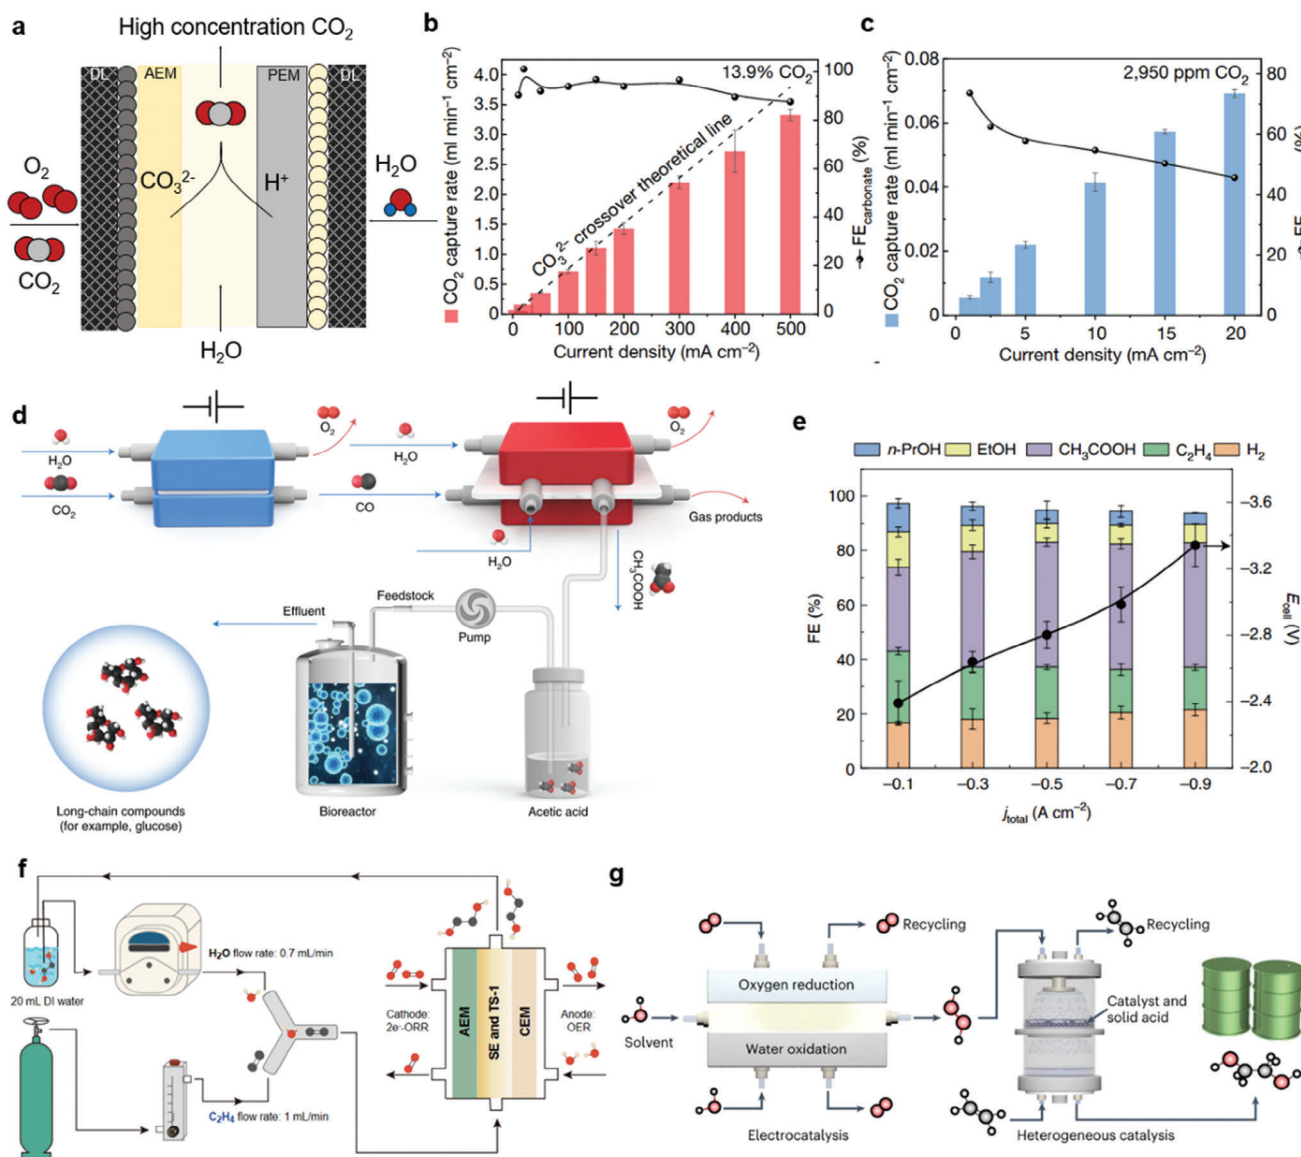 a
High concentration CO2
DL
AEM
PEM
DL
O2
CO3 2-
H+
H2O
CO2
H2O
b
13.9% CO2
CO3 2– crossover theoretical line
CO2 capture rate (ml min–1 cm–2)
4.0
3.5
3.0
2.5
2.0
1.5
1.0
0.5
0
100
80
60
40
20
0
FEcarbonate (%)
0 100 200 300 400 500
Current density (mA cm–2)
c
2,950 ppm CO2
CO2 capture rate (ml min–1 cm–2)
0.08
0.06
0.04
0.02
0
80
60
40
20
0
(%)
5 10 15 20
Current density (mA cm–2)
d
H2O
O2
H2O
O2
CO2
CO
Gas products
H2O
CH3COOH
Effluent
Feedstock
Pump
Long-chain compounds
(for example, glucose)
Bioreactor
Acetic acid
e
n-PrOH EtOH CH3COOH C2H4 H2
FE (%)
100
80
60
40
20
0
–3.6
–3.2
–2.8
–2.4
–2.0
Ecell (V)
–0.1 –0.3 –0.5 –0.7 –0.9
jtotal (A cm–2)
f
H2O flow rate: 0.7 mL/min
20 mL DI water
C2H4 flow rate: 1 mL/min
Cathode:
2e--ORR
AEM
SE and TS-1
CEM
Anode:
OER
g
Recycling
Recycling
Oxygen reduction
Solvent
Water oxidation
Catalyst and
solid acid
Electrocatalysis
Heterogeneous catalysis